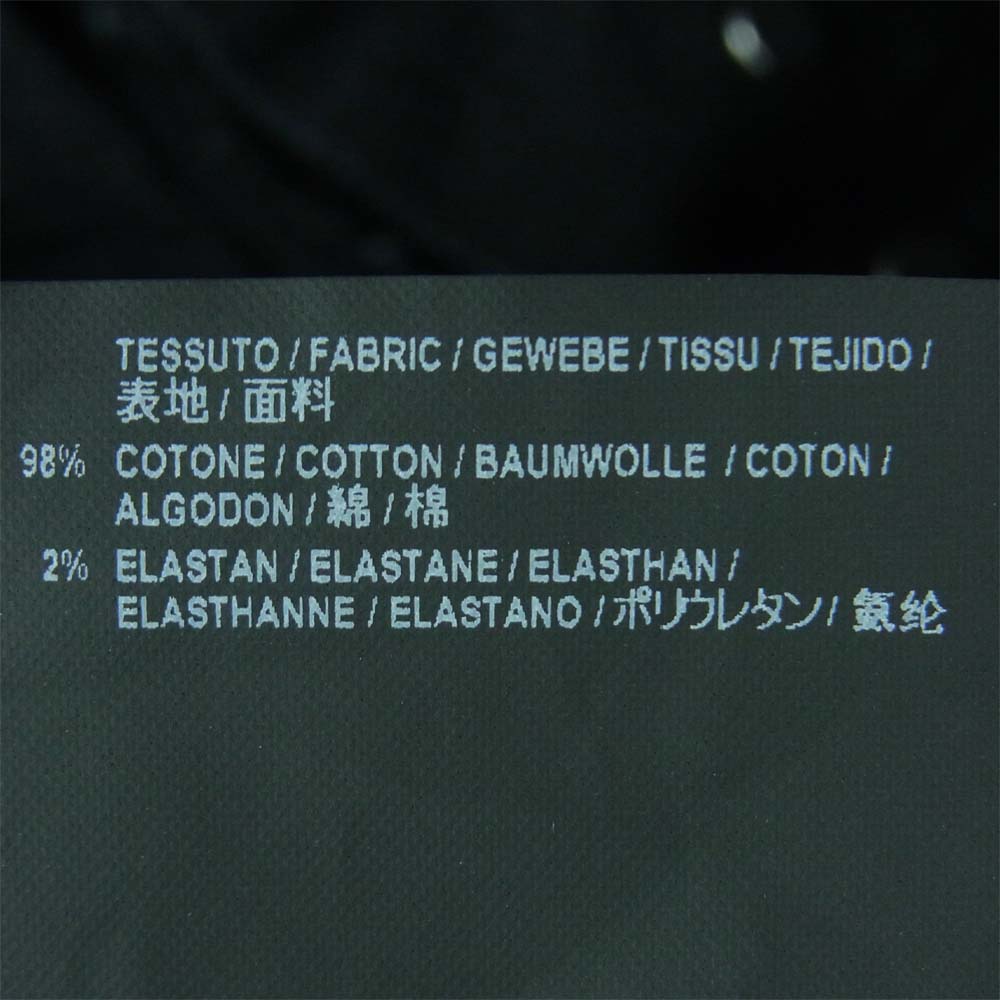 TESSUTO / FABRIC / GEWEBE / TISSU / TEJIDO /
表地 / 面料
98% COTONE / COTTON / BAUMWOLLE / COTON /
ALGODON / 綿 / 棉
2% ELASTAN / ELASTANE / ELASTHAN /
ELASTHANNE / ELASTANO / ポリウレタン / 氨纶